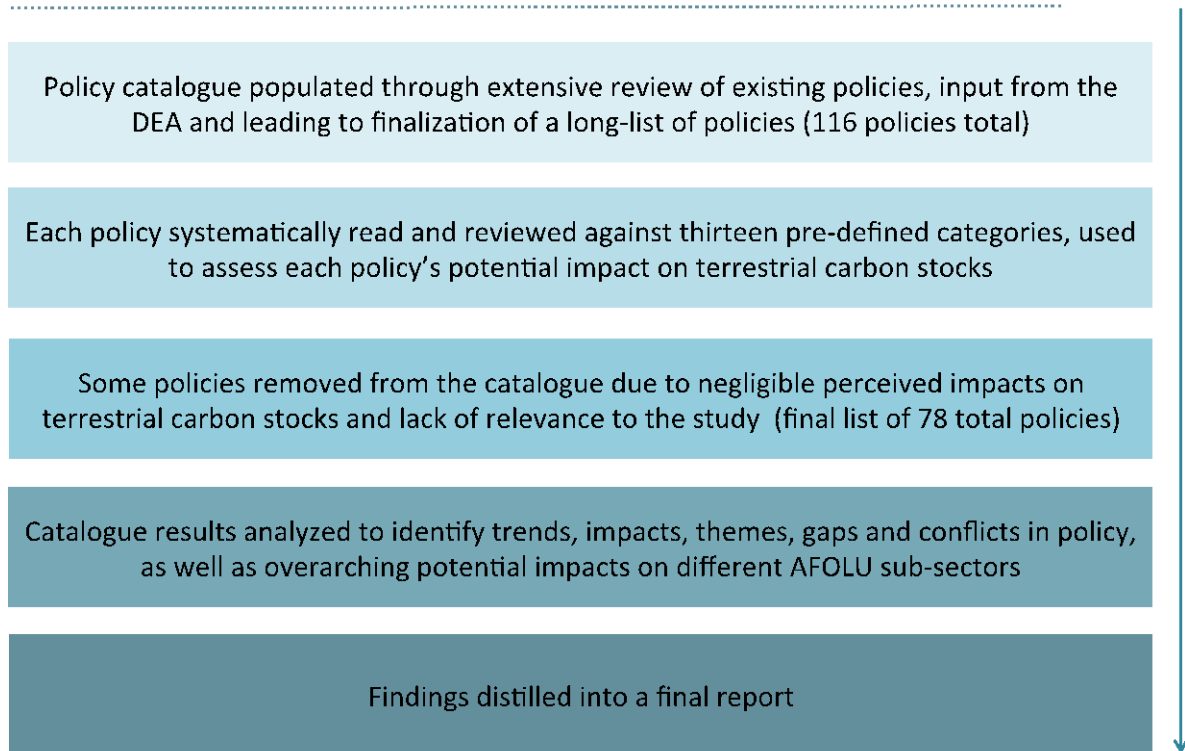 Policy catalogue populated through extensive review of existing policies, input from the
DEA and leading to finalization of a long-list of policies (116 policies total)
Each policy systematically read and reviewed against thirteen pre-defined categories, used
to assess each policy's potential impact on terrestrial carbon stocks
Some policies removed from the catalogue due to negligible perceived impacts on
terrestrial carbon stocks and lack of relevance to the study (final list of 78 total policies)
Catalogue results analyzed to identify trends, impacts, themes, gaps and conflicts in policy,
as well as overarching potential impacts on different AFOLU sub-sectors
Findings distilled into a final report